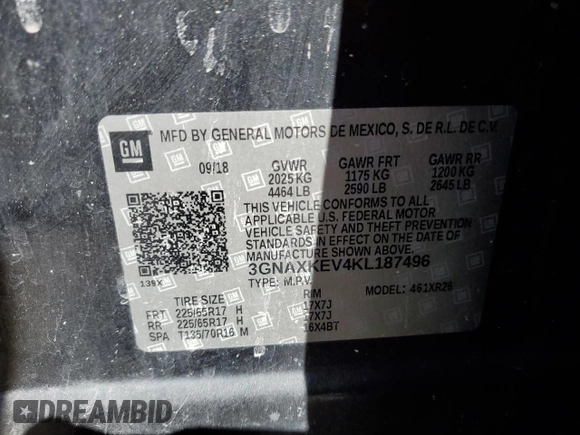 GM
MFD BY GENERAL MOTORS DE MEXICO, S. DE R.L. DE C.V.
09/18 GVWR GAWR FRT GAWR RR
2025 KG 1175 KG 1200 KG
4464 LB 2590 LB 2645 LB
THIS VEHICLE CONFORMS TO ALL
APPLICABLE U.S. FEDERAL MOTOR
VEHICLE SAFETY AND THEFT PREVENTION
STANDARDS IN EFFECT ON THE DATE OF
MANUFACTURE SHOWN ABOVE.
3GNAXKEV4KL187496
139X TYPE: M.P.V. MODEL: 461XR26
TIRE SIZE RIM
FRT 225/65R17 H 17X7J
RR 225/65R17 H 17X7J
SPA T135/70R16 M 16X4BT
DREAMBID